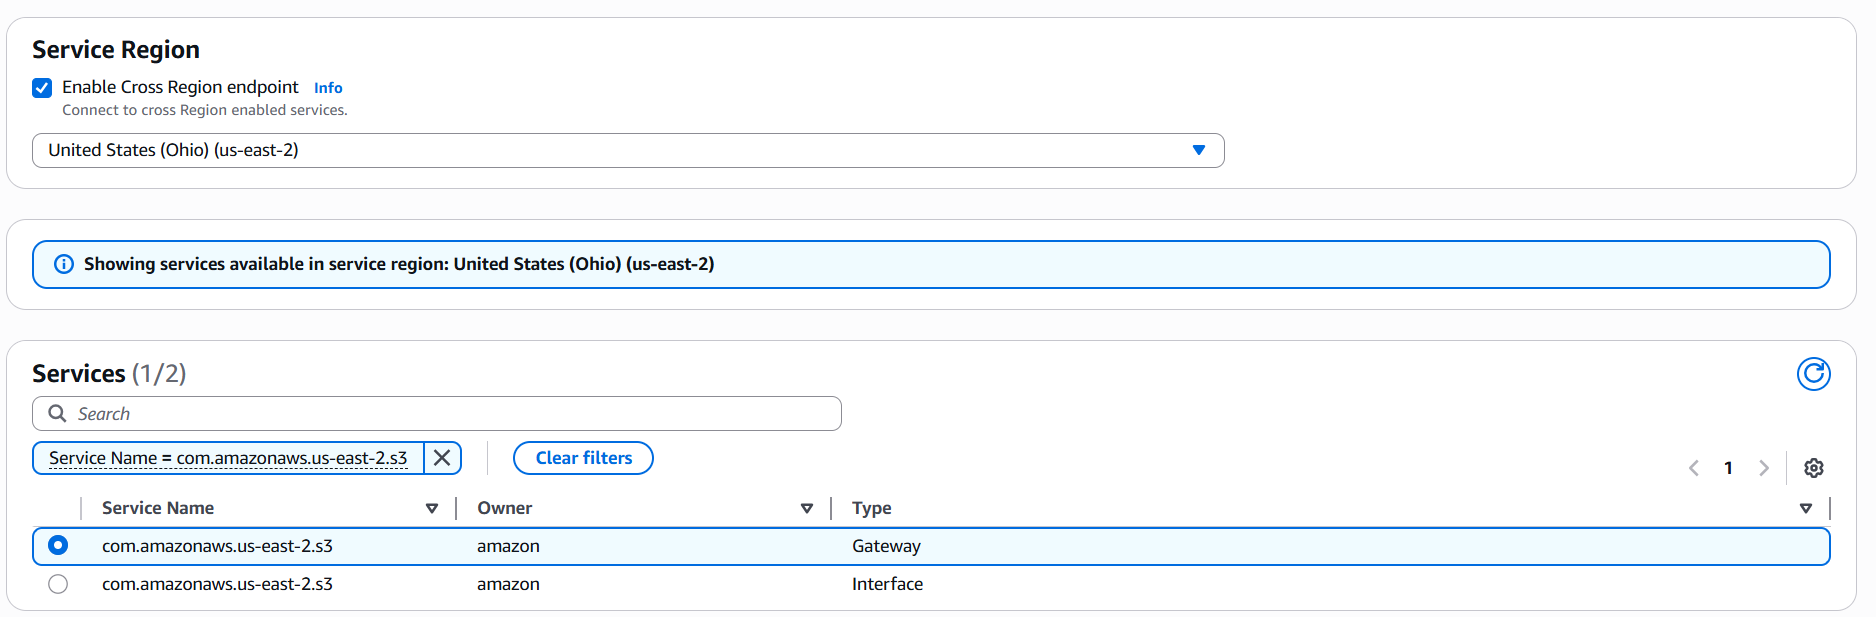 Service Region
Enable Cross Region endpoint Info
Connect to cross Region enabled services.
United States (Ohio) (us-east-2)
Showing services available in service region: United States (Ohio) (us-east-2)
Services (1/2)
Search
Service Name = com.amazonaws.us-east-2.s3
Clear filters
1
Service Name Owner Type
com.amazonaws.us-east-2.s3 amazon Gateway
com.amazonaws.us-east-2.s3 amazon Interface